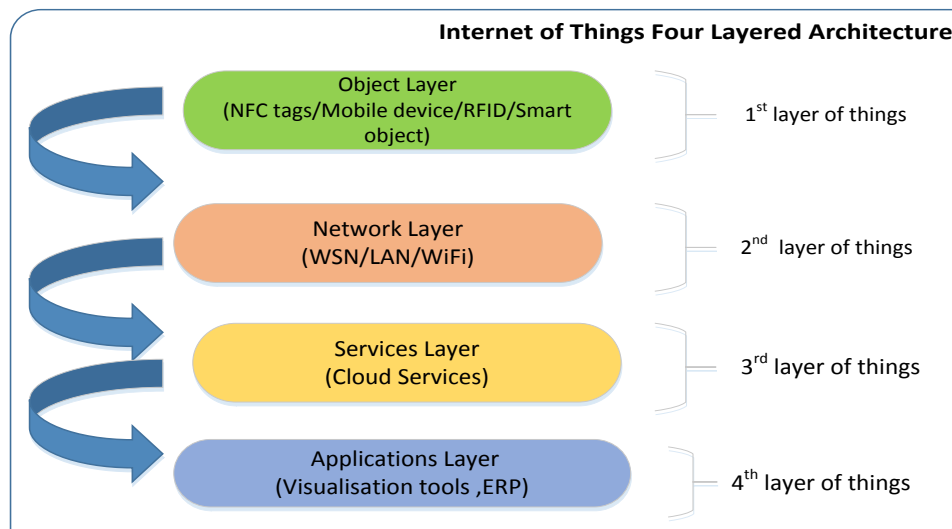 Internet of Things Four Layered Architecture
Object Layer
(NFC tags/Mobile device/RFID/Smart
object)
1st layer of things
Network Layer
(WSN/LAN/WiFi)
2nd layer of things
Services Layer
(Cloud Services)
3rd layer of things
Applications Layer
(Visualisation tools ,ERP)
4th layer of things